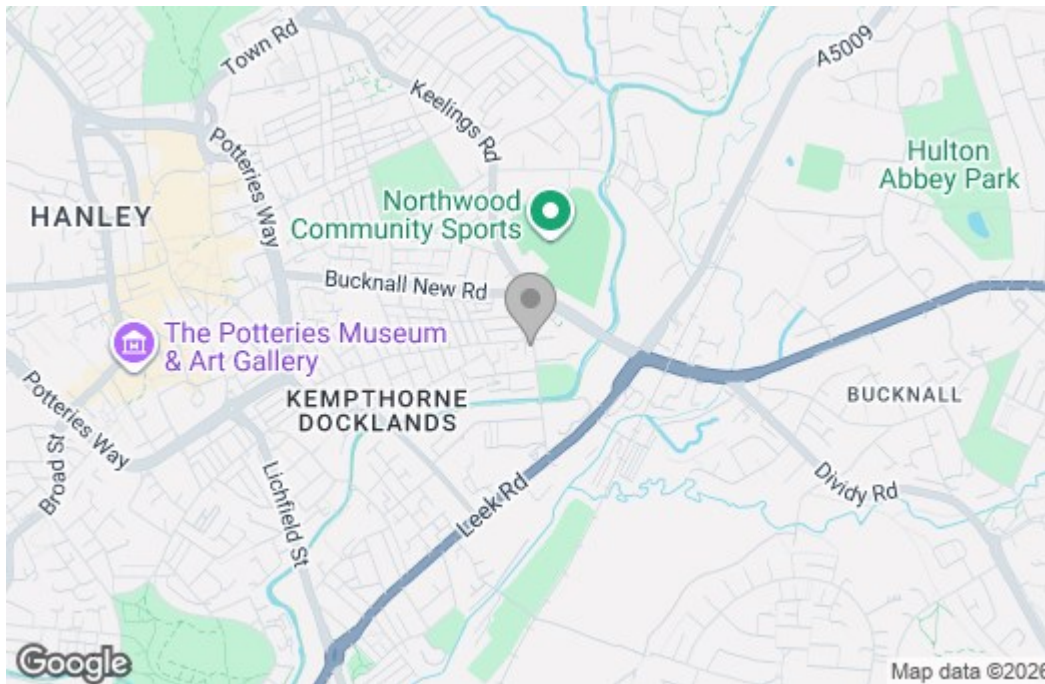 Town Rd
A5009
Keelings Rd
Potteries Way
Hulton
Abbey Park
HANLEY
Northwood
Community Sports
Bucknall New Rd
The Potteries Museum
& Art Gallery
KEMPTHORNE
DOCKLANDS
BUCKNALL
Potteries Way
Broad St
Lichfield St
Leek Rd
Dividy Rd
Google
Map data ©2026